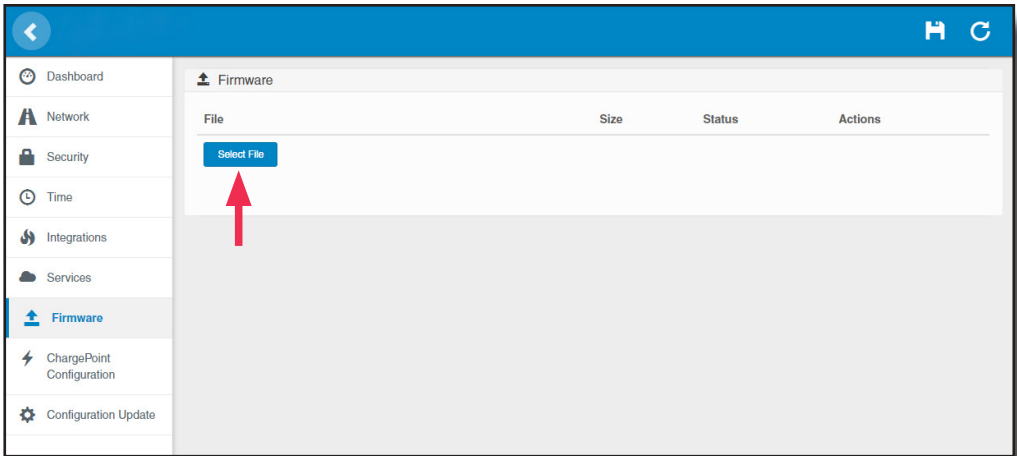 Dashboard
Network
Security
Time
Integrations
Services
Firmware
ChargePoint
Configuration
Configuration Update
Firmware
File Size Status Actions
Select File